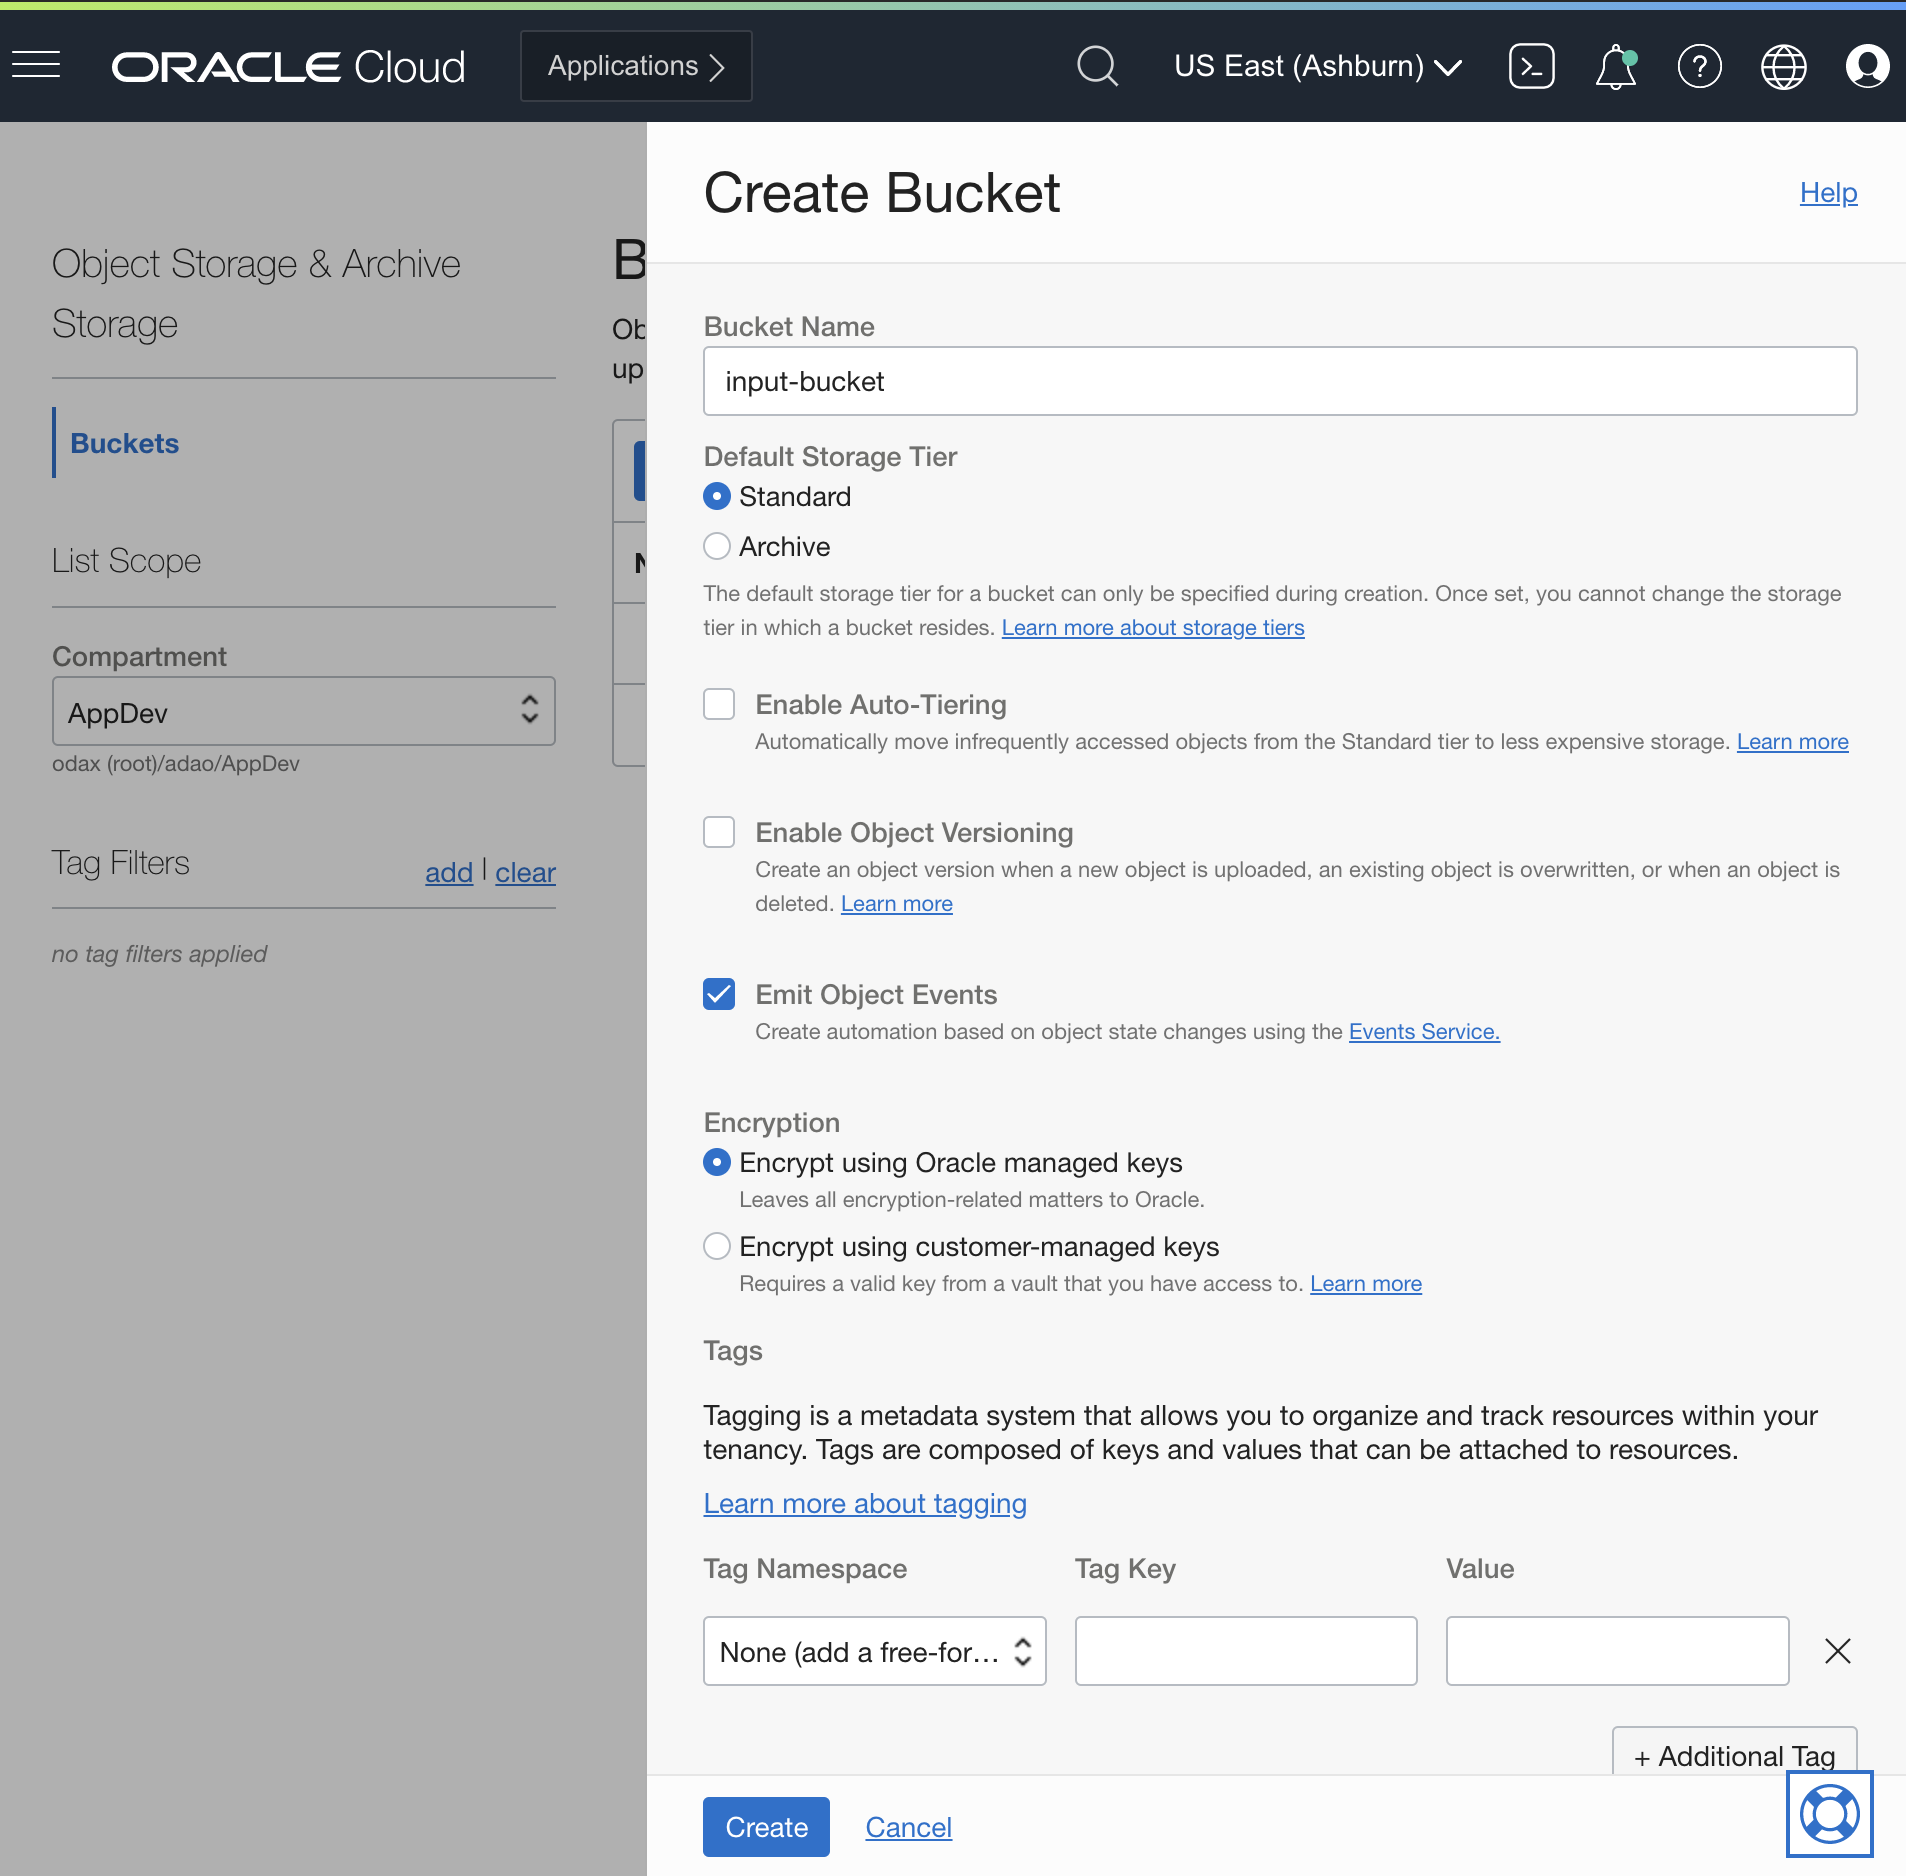 ORACLE Cloud
Applications
US East (Ashburn)
Object Storage & Archive
Storage
Buckets
List Scope
Compartment
AppDev
odax (root)/adao/AppDev
Tag Filters
add | clear
no tag filters applied
B
Ob
up
Create Bucket
Help
Bucket Name
input-bucket
Default Storage Tier
Standard
Archive
The default storage tier for a bucket can only be specified during creation. Once set, you cannot change the storage
tier in which a bucket resides. Learn more about storage tiers
Enable Auto-Tiering
Automatically move infrequently accessed objects from the Standard tier to less expensive storage. Learn more
Enable Object Versioning
Create an object version when a new object is uploaded, an existing object is overwritten, or when an object is
deleted. Learn more
Emit Object Events
Create automation based on object state changes using the Events Service.
Encryption
Encrypt using Oracle managed keys
Leaves all encryption-related matters to Oracle.
Encrypt using customer-managed keys
Requires a valid key from a vault that you have access to. Learn more
Tags
Tagging is a metadata system that allows you to organize and track resources within your
tenancy. Tags are composed of keys and values that can be attached to resources.
Learn more about tagging
Tag Namespace
Tag Key
Value
None (add a free-for...
+ Additional Tag
Create
Cancel